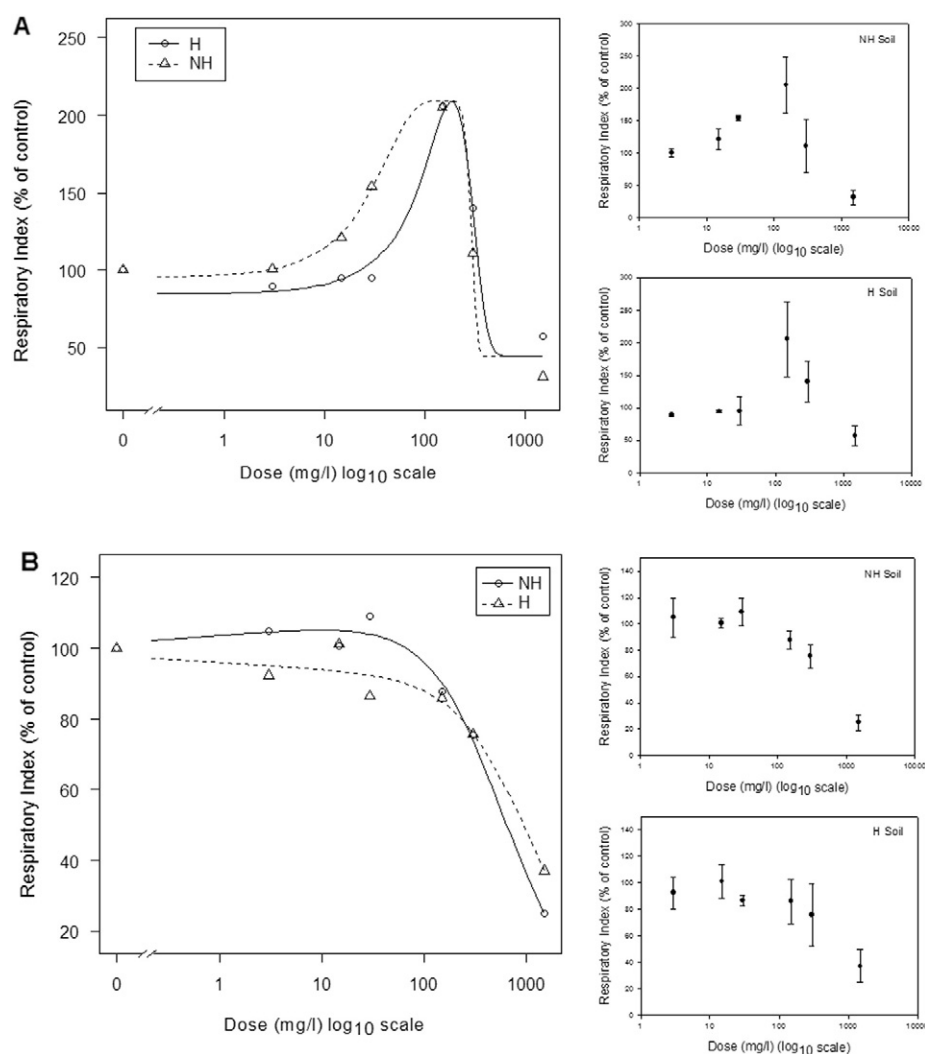 A
H
NH
250
200
150
100
50
Respiratory Index (% of control)
0 1 10 100 1000
Dose (mg/l) log10 scale
NH Soil
300
250
200
150
100
50
0
Respiratory Index (% of control)
1 10 100 1000 10000
Dose (mg/l) (log10 scale)
H Soil
300
250
200
150
100
50
0
Respiratory Index (% of control)
1 10 100 1000 10000
Dose (mg/l) (log10 scale)
B
NH
H
120
100
80
60
40
20
Respiratory Index (% of control)
0 1 10 100 1000
Dose (mg/l) log10 scale
NH Soil
140
120
100
80
60
40
20
0
Respiratory Index (% of control)
1 10 100 1000 10000
Dose (mg/l) (log10 scale)
H Soil
140
120
100
80
60
40
20
0
Respiratory Index (% of control)
1 10 100 1000 10000
Dose (mg/l) (log10 scale)